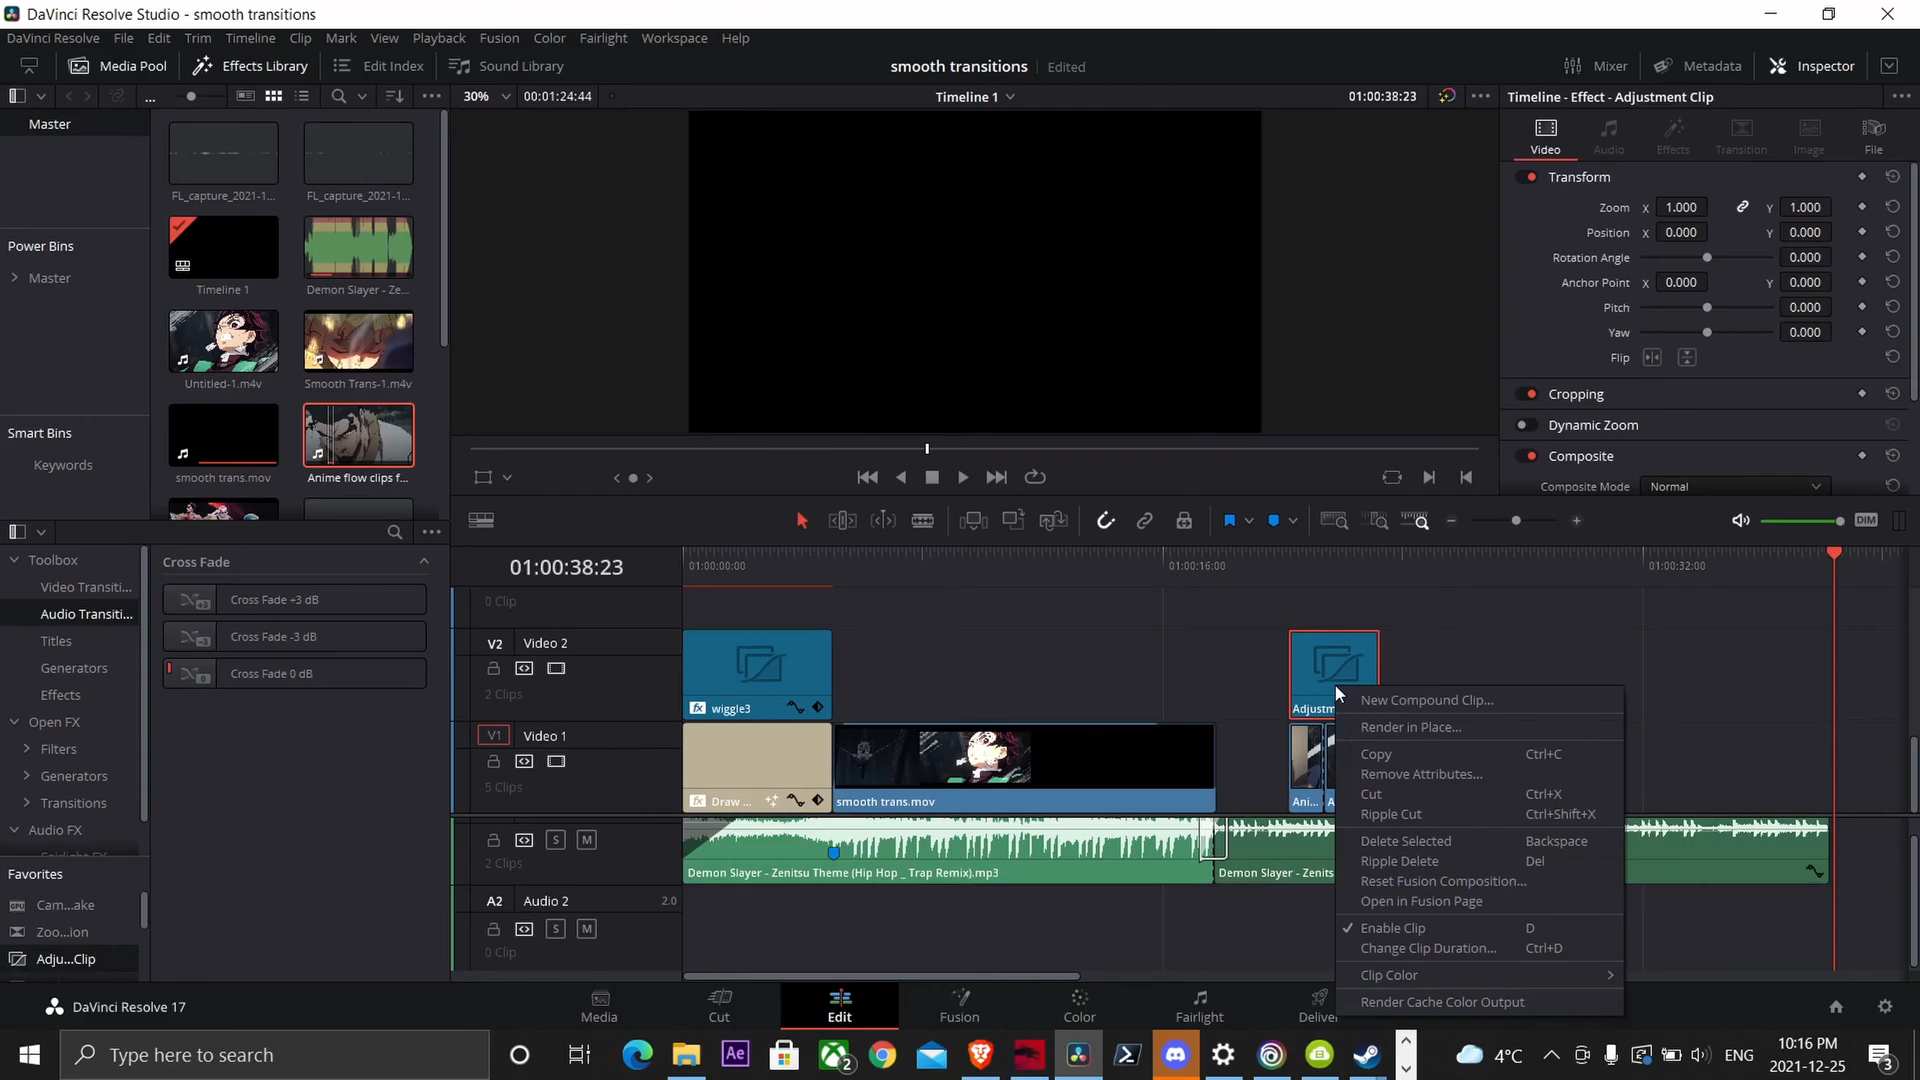 DaVinci Resolve Studio - smooth transitions
DaVinci Resolve File Edit Trim Timeline Clip Mark View Playback Fusion Color Fairlight Workspace Help
Media Pool Effects Library Edit Index Sound Library smooth transitions Edited Mixer Metadata Inspector
... 30% 00:01:24:44 Timeline 1 01:00:38:23 Timeline - Effect - Adjustment Clip
Master
Video Audio Effects Transition Image File
FL_capture_2021-1... FL_capture_2021-1...
Transform
Zoom X 1.000 Y 1.000
Position X 0.000 Y 0.000
Power Bins
Master
Rotation Angle 0.000
Timeline 1 Demon Slayer - Ze...
Anchor Point X 0.000 Y 0.000
Pitch 0.000
Yaw 0.000
Flip
Untitled-1.m4v Smooth Trans-1.m4v
Cropping
Dynamic Zoom
Smart Bins
Keywords
Composite
smooth trans.mov Anime flow clips f...
Composite Mode Normal
DIM
Toolbox
Video Transiti...
Audio Transiti...
Titles
Generators
Effects
Open FX
Filters
Generators
Transitions
Audio FX
Favorites
Cam...ake
Zoo...ion
Adju...Clip
Cross Fade
+3 Cross Fade +3 dB
-3 Cross Fade -3 dB
0 Cross Fade 0 dB
01:00:38:23 01:00:00:00 01:00:16:00 01:00:32:00
0 Clip
V2 Video 2
2 Clips
fx wiggle3 Adjustm
V1 Video 1
5 Clips
fx Draw ... smooth trans.mov Ani... A
S M
2 Clips
Demon Slayer - Zenitsu Theme (Hip Hop _ Trap Remix).mp3 Demon Slayer - Zenits
A2 Audio 2 2.0
S M
0 Clip
New Compound Clip...
Render in Place...
Copy Ctrl+C
Remove Attributes...
Cut Ctrl+X
Ripple Cut Ctrl+Shift+X
Delete Selected Backspace
Ripple Delete Del
Reset Fusion Composition...
Open in Fusion Page
Enable Clip D
Change Clip Duration... Ctrl+D
Clip Color
Render Cache Color Output
DaVinci Resolve 17
Media Cut Edit Fusion Color Fairlight Deliver
Type here to search
Ae 2 4°C ENG
10:16 PM
2021-12-25
3